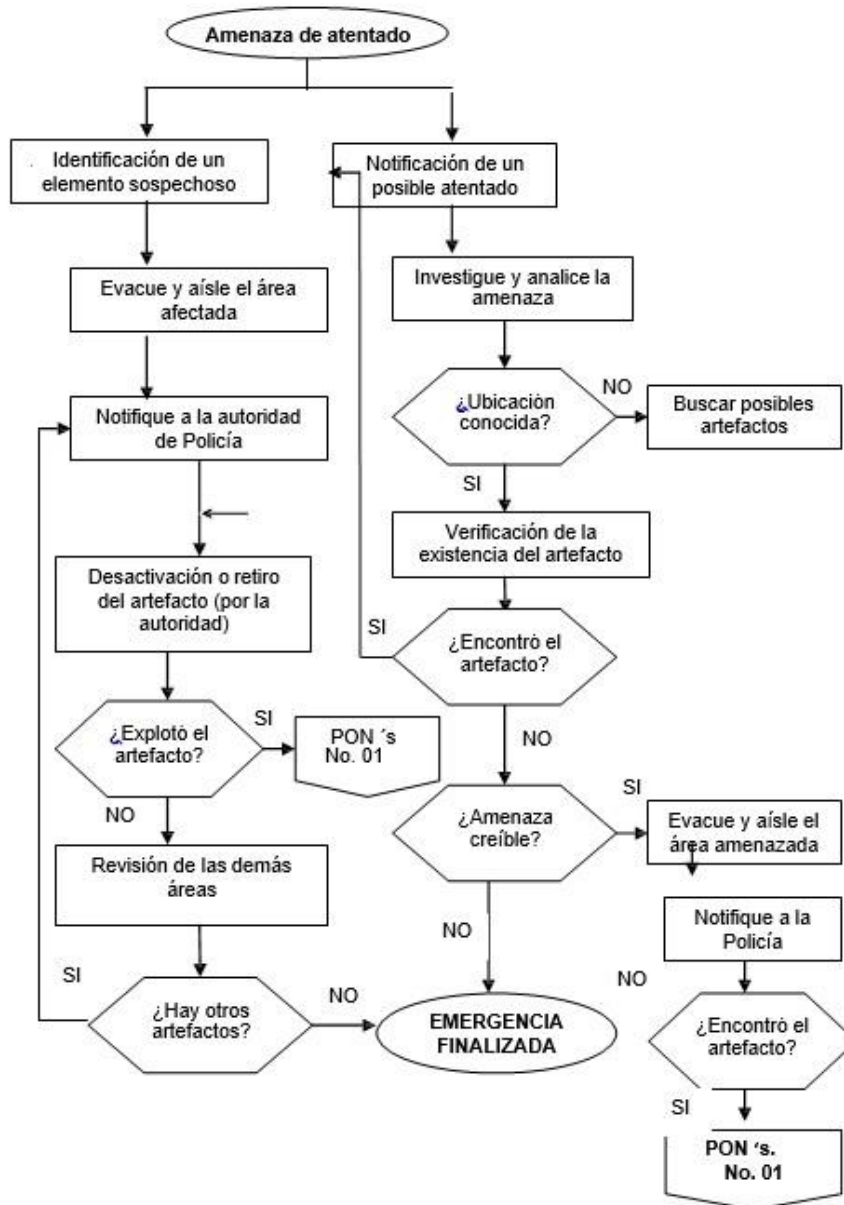 Amenaza de atentado
Identificación de un
elemento sospechoso
Notificación de un
posible atentado
Evacue y aísle el área
afectada
Investigue y analice la
amenaza
Notifique a la autoridad
de Policía
¿Ubicación
conocida?
NO
Buscar posibles
artefactos
SI
Verificación de la
existencia del artefacto
Desactivación o retiro
del artefacto (por la
autoridad)
SI
¿Encontró el
artefacto?
NO
¿Explotó el
artefacto?
SI
PON ´s
No. 01
NO
¿Amenaza
creíble?
SI
Evacue y aísle el
área amenazada
Revisión de las demás
áreas
NO
Notifique a la
Policía
SI
¿Hay otros
artefactos?
NO
EMERGENCIA
FINALIZADA
NO
¿Encontró el
artefacto?
SI
PON ‘s.
No. 01